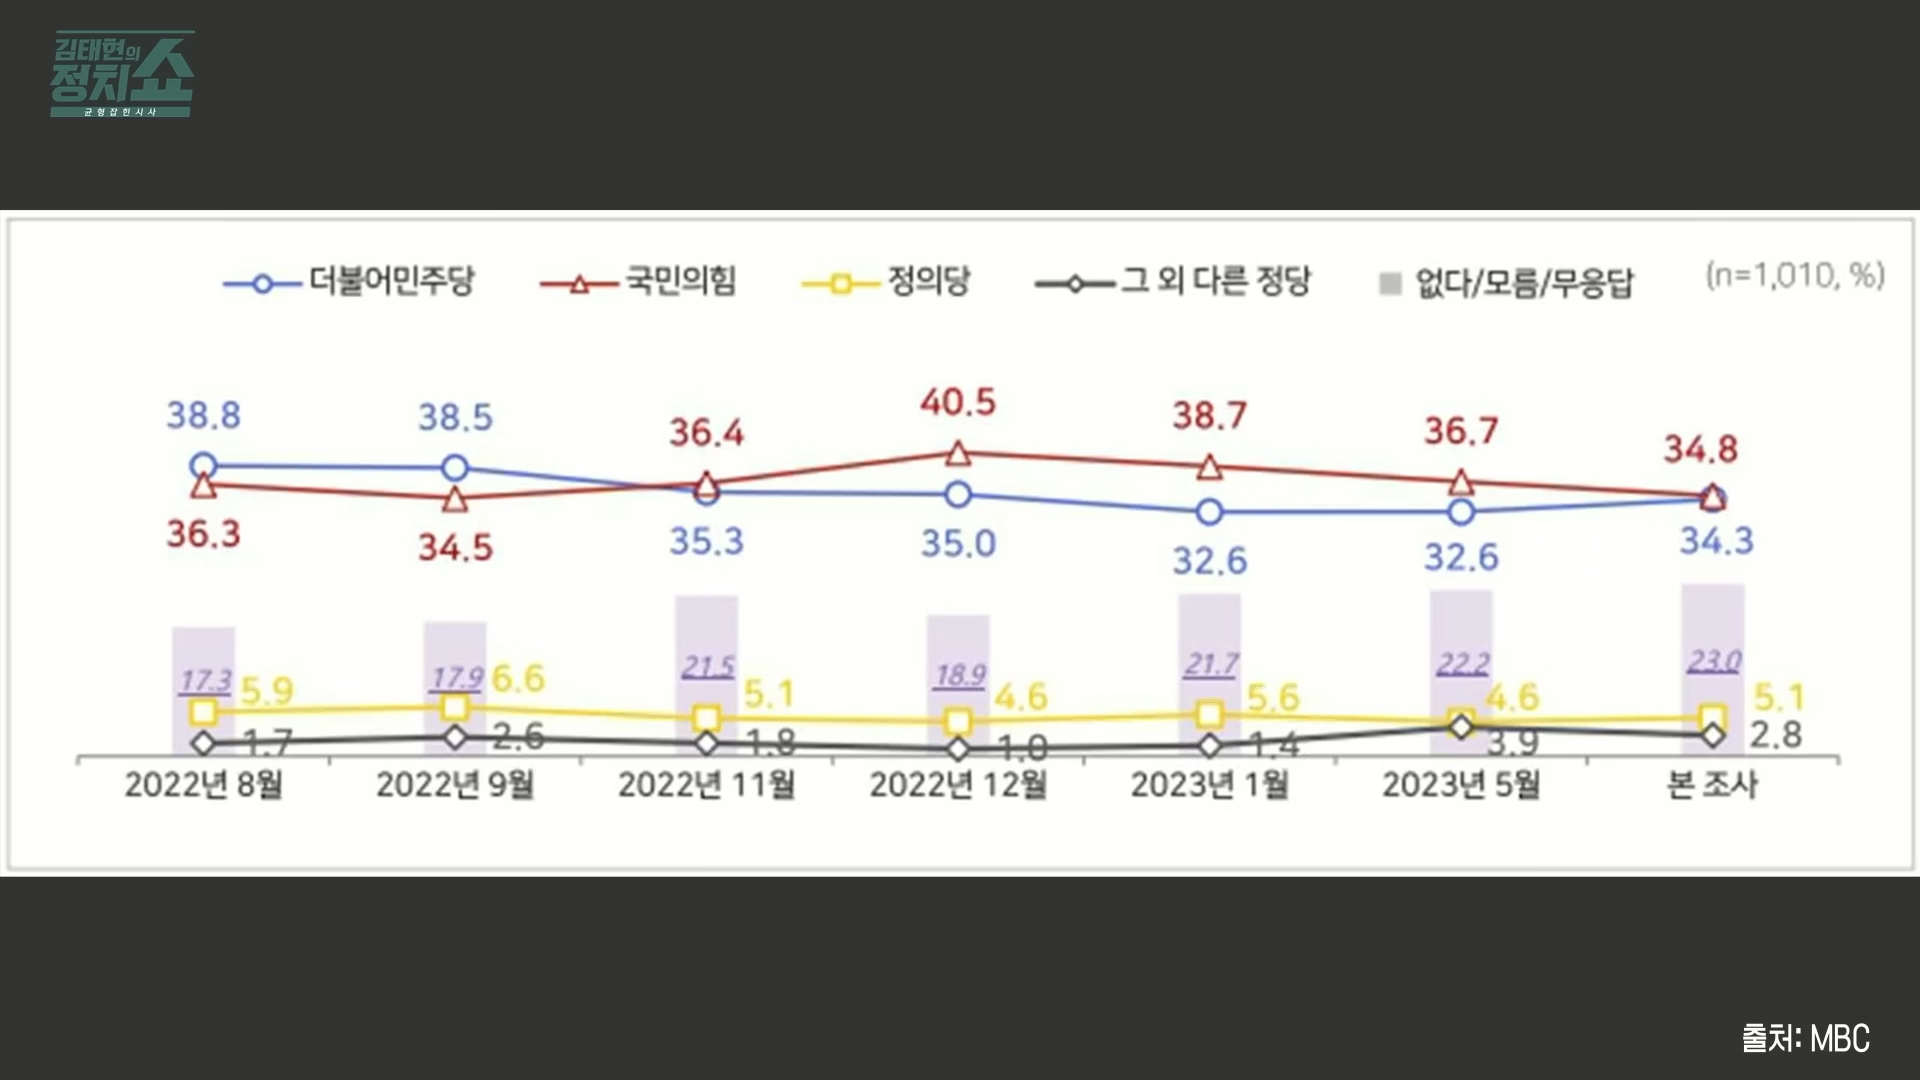 김태현의
정치쇼
균형잡힌시사
더불어민주당 국민의힘 정의당 그 외 다른 정당 없다/모름/무응답 (n=1,010, %)
38.8 38.5 36.4 40.5 38.7 36.7 34.8
36.3 34.5 35.3 35.0 32.6 32.6 34.3
17.3 17.9 21.5 18.9 21.7 22.2 23.0
5.9 6.6 5.1 4.6 5.6 4.6 5.1
1.7 2.6 1.8 1.0 1.4 3.9 2.8
2022년 8월 2022년 9월 2022년 11월 2022년 12월 2023년 1월 2023년 5월 본 조사
출처: MBC